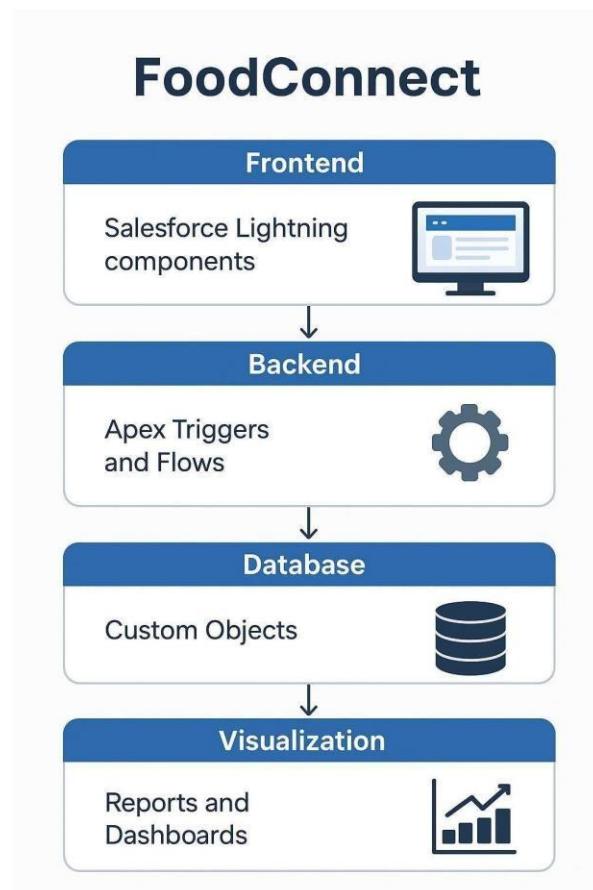 FoodConnect
Frontend
Salesforce Lightning
components
Backend
Apex Triggers
and Flows
Database
Custom Objects
Visualization
Reports and
Dashboards